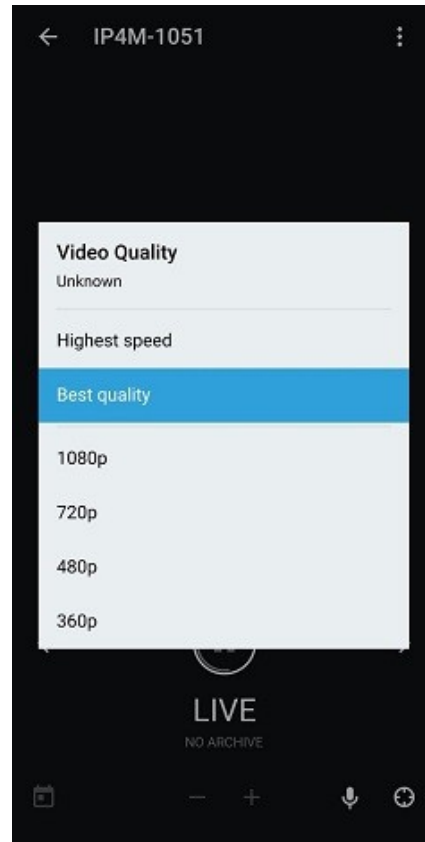 IP4M-1051
Video Quality
Unknown
Highest speed
Best quality
1080p
720p
480p
360p
LIVE
NO ARCHIVE